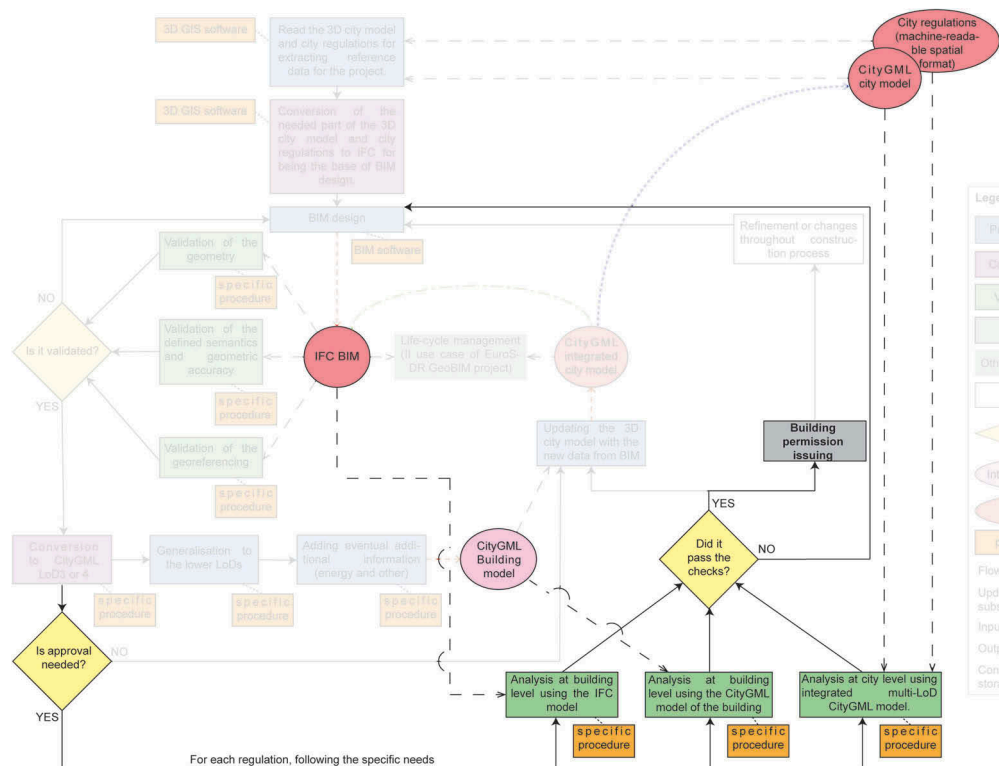 3D GIS software
Read the 3D city model
and city regulations for
extracting reference
data for the project.
City regulations
(machine-reada-
ble spatial
format)
CityGML
city model
3D GIS software
Conversion of the
needed part of the 3D
city model and city
regulations to IFC for
being the base of BIM
design.
BIM design
BIM software
Refinement or changes
throughout construc-
tion process
Validation of the
geometry
specific
procedure
NO
Is it validated?
YES
Validation of the
defined semantics
and geometric
accuracy
specific
procedure
Validation of
the georeferencing
specific
procedure
IFC BIM
Life-cycle management
(II use case of EuroS-
DR GeoBIM project)
CityGML
integrated
city model
Updating the 3D
city model with the
new data from BIM
Building
permission
issuing
YES
Did it
pass the
checks?
NO
Conversion
to CityGML
LoD3 or 4
specific
procedure
Generalisation to
the lower LoDs
specific
procedure
Adding eventual addi-
tional information
(energy and other)
specific
procedure
CityGML
Building
model
Is approval
needed?
NO
YES
Analysis at building
level using the IFC
model
specific
procedure
Analysis at building
level using the CityGML
model of the building
specific
procedure
Analysis at city level using
integrated multi-LoD
CityGML model.
specific
procedure
For each regulation, following the specific needs
Lege
Oth
Int
Flow
Upd
subs
Inpu
Outp
Con
ston